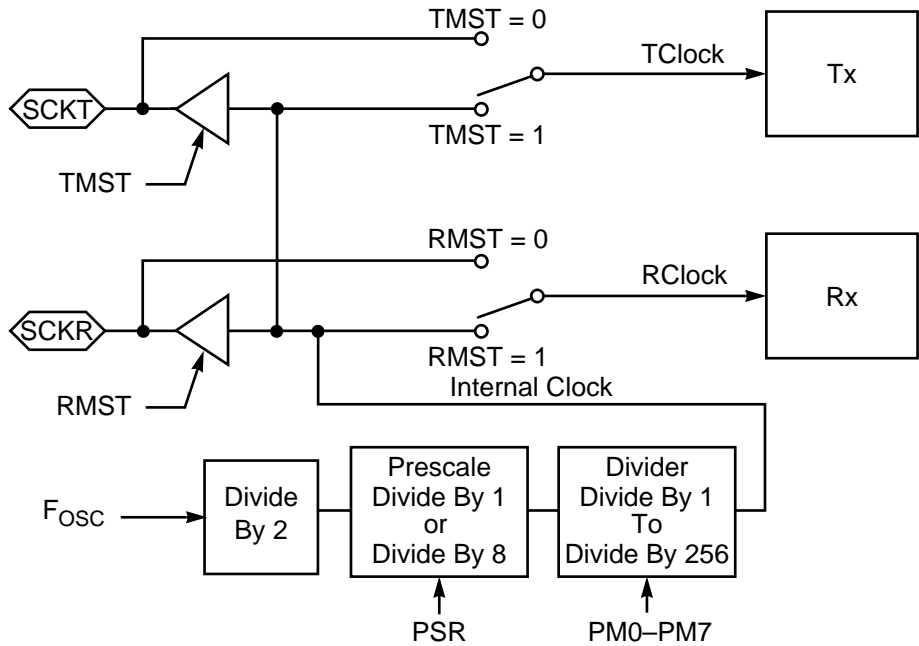 TMST = 0
TClock
Tx
SCKT
TMST = 1
TMST
RMST = 0
RClock
Rx
SCKR
RMST = 1
RMST
Internal Clock
FOSC
Divide
By 2
Prescale
Divide By 1
or
Divide By 8
Divider
Divide By 1
To
Divide By 256
PSR
PM0–PM7